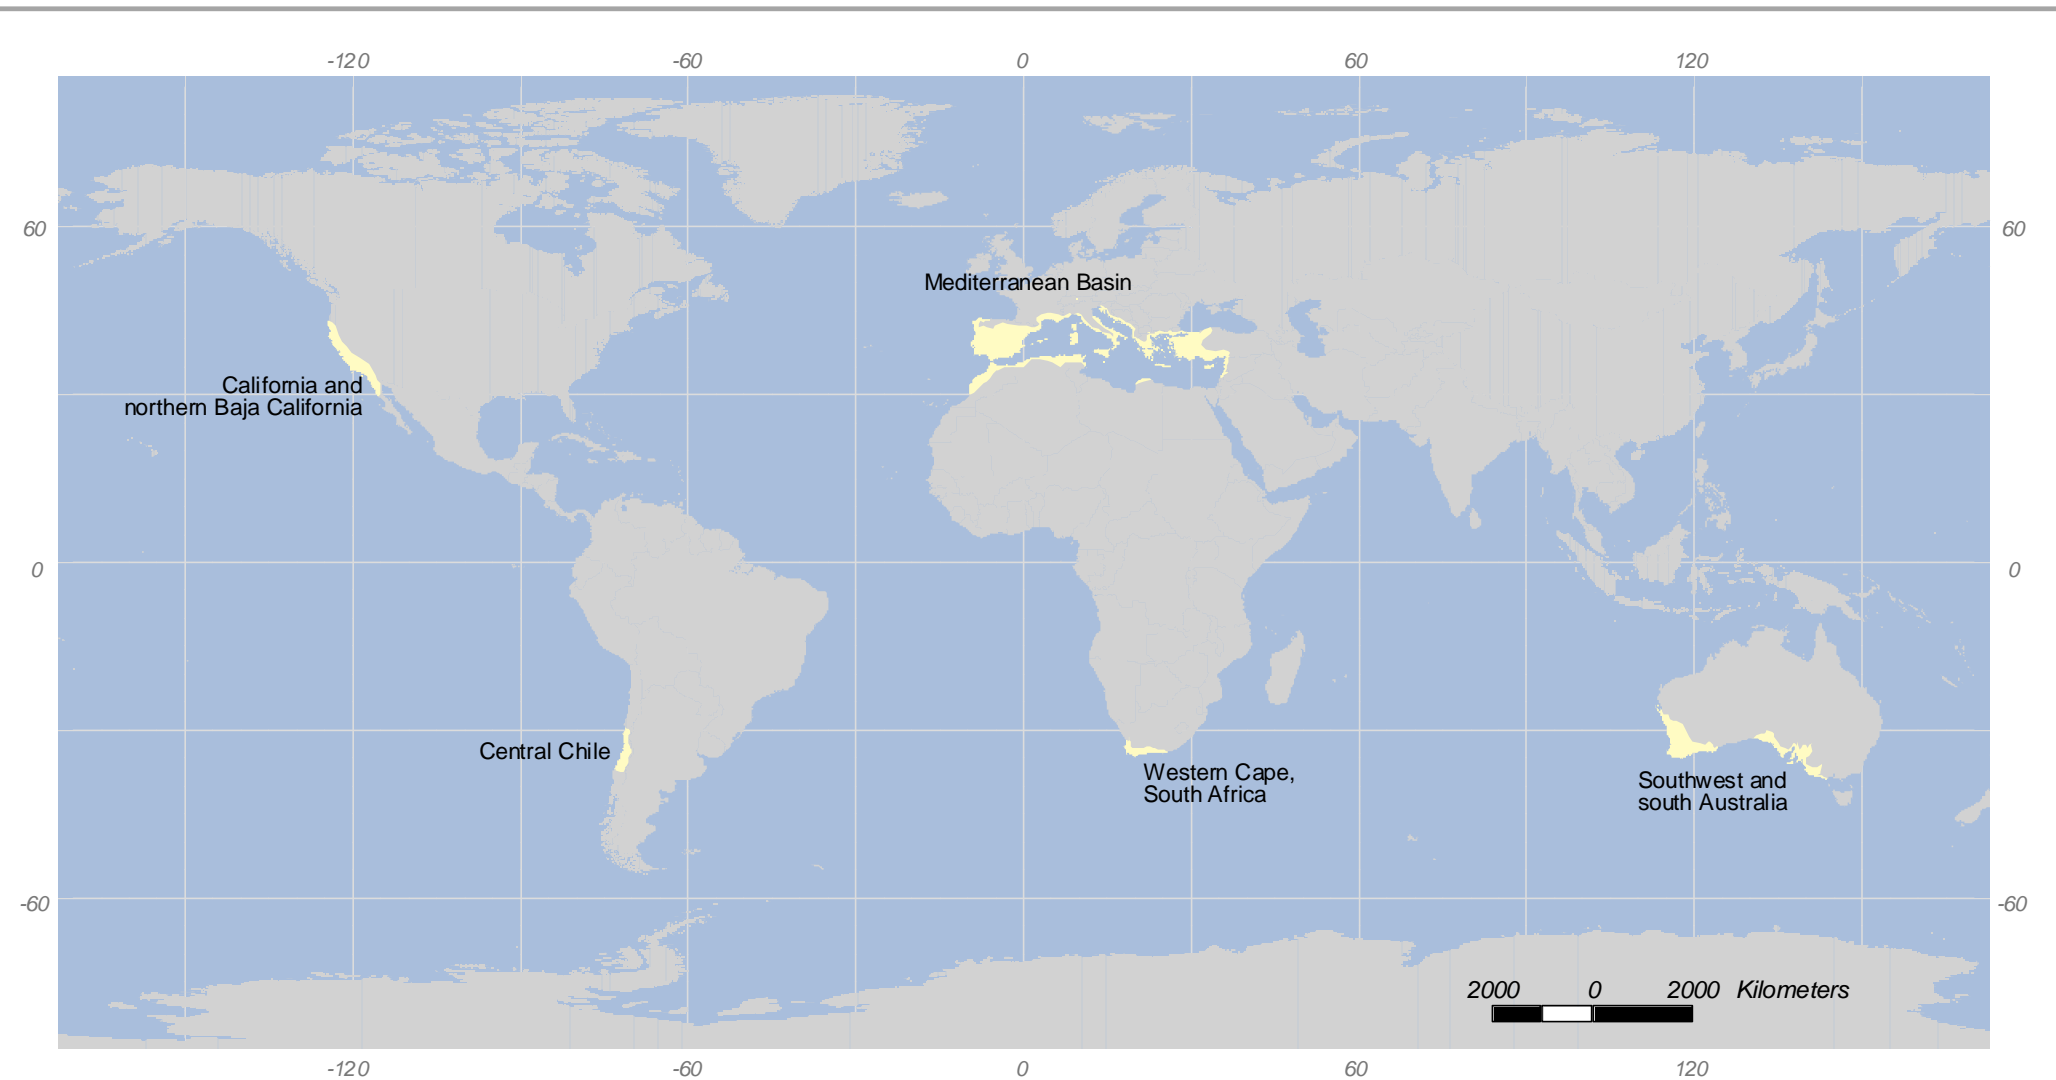 -120 -60 0 60 120
60 60
Mediterranean Basin
California and
northern Baja California
0 0
Central Chile
Western Cape,
South Africa
Southwest and
south Australia
-60 -60
2000 0 2000 Kilometers
-120 -60 0 60 120